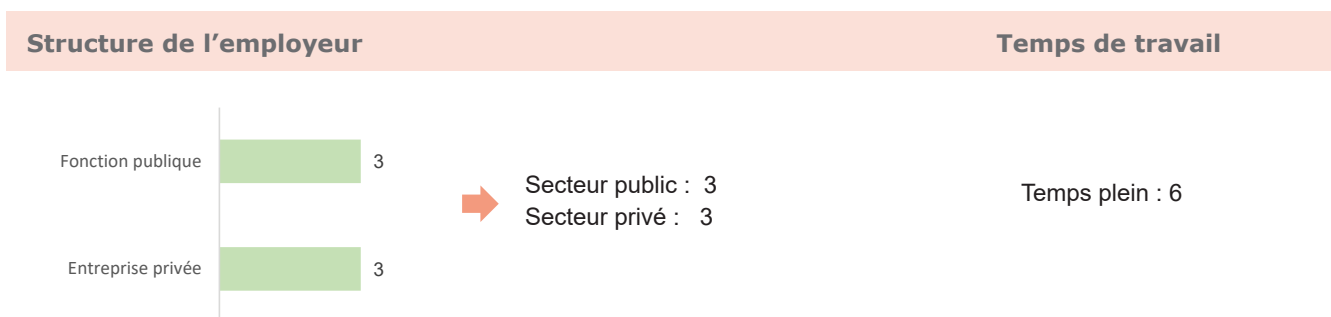 Structure de l’employeur
Temps de travail
Fonction publique
3
Entreprise privée
3
Secteur public :  3
Secteur privé :   3
Temps plein : 6